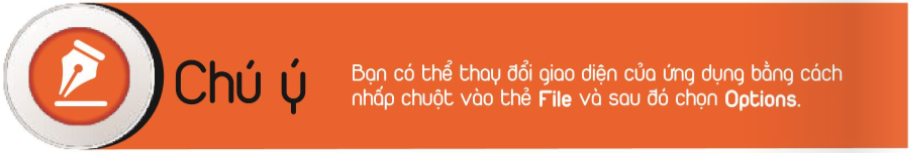 Chú ý
Bạn có thể thay đổi giao diện của ứng dụng bằng cách
nhấp chuột vào thẻ File và sau đó chọn Options.